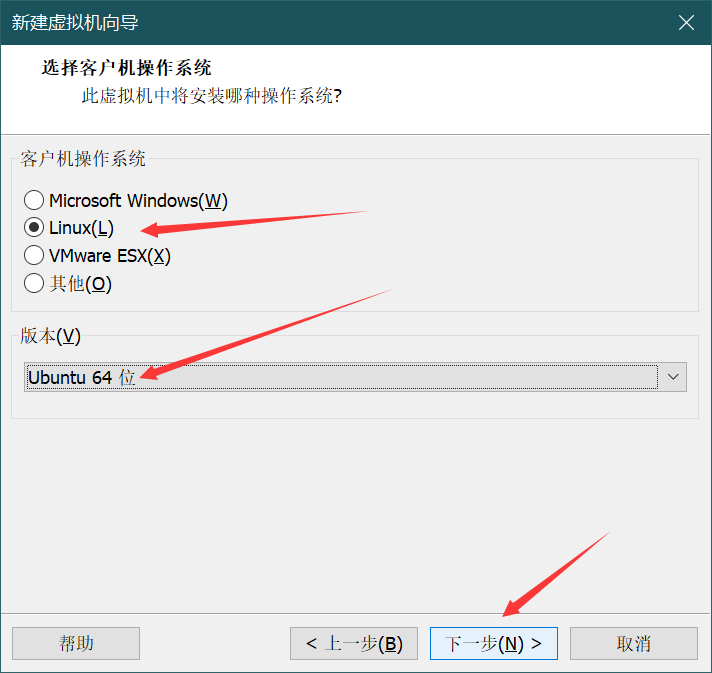 新建虚拟机向导
选择客户机操作系统
此虚拟机中将安装哪种操作系统?
客户机操作系统
Microsoft Windows(W)
Linux(L)
VMware ESX(X)
其他(O)
版本(V)
Ubuntu 64 位
帮助
< 上一步(B)
下一步(N) >
取消